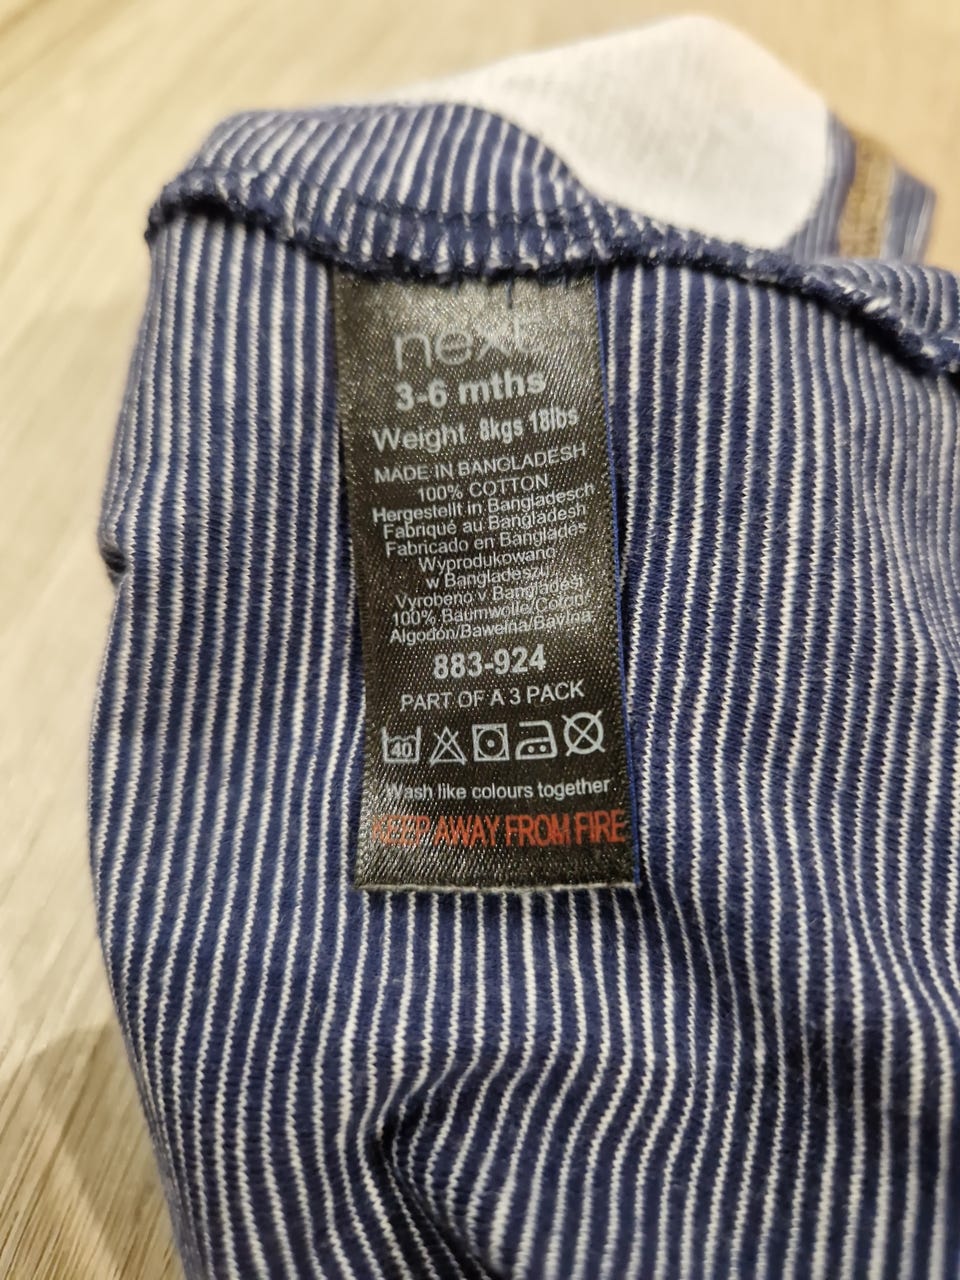 next
3-6 mths
Weight 8kgs 18lbs
MADE IN BANGLADESH
100% COTTON
Hergestellt in Bangladesch
Fabriqué au Bangladesh
Fabricado en Bangladés
Wyprodukowano
w Bangladeszu
Vyrobeno v Bangladéši
100% Baumwolle/Coton/
Algodón/Bawełna/Bavlna
883-924
PART OF A 3 PACK
40
Wash like colours together
KEEP AWAY FROM FIRE